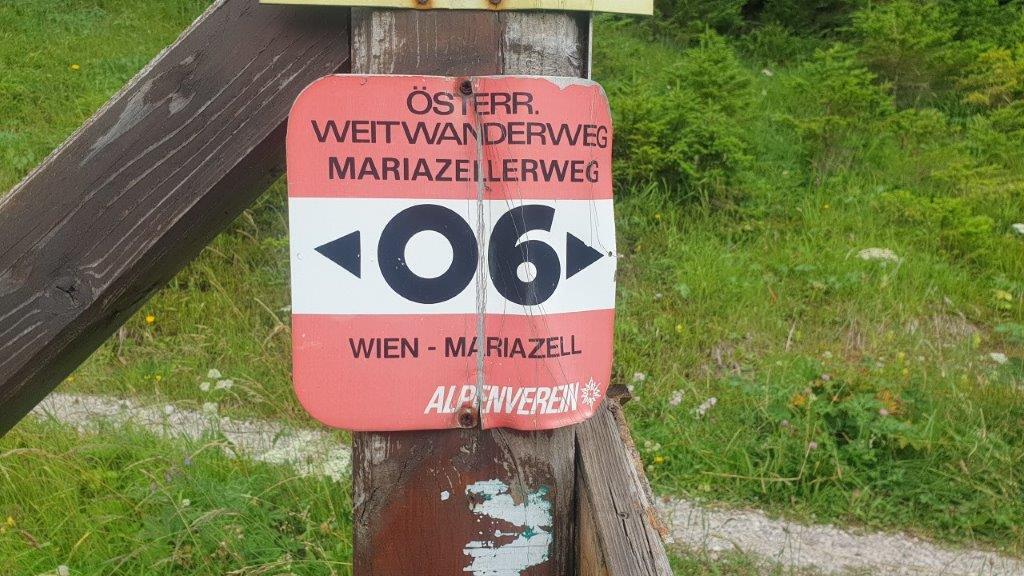 ÖSTERR.
WEITWANDERWEG
MARIAZELLERWEG
06
WIEN - MARIAZELL
ALPENVEREIN